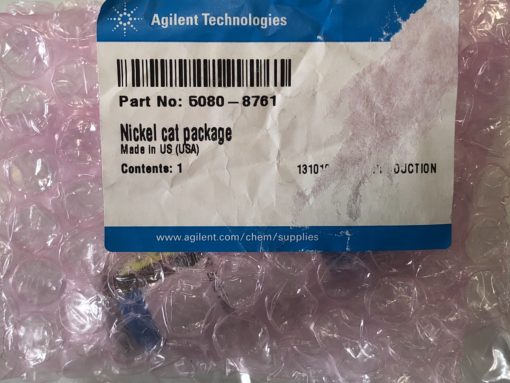 Agilent Technologies
Part No: 5080-8761
Nickel cat package
Made in US (USA)
Contents: 1
www.agilent.com/chem/supplies